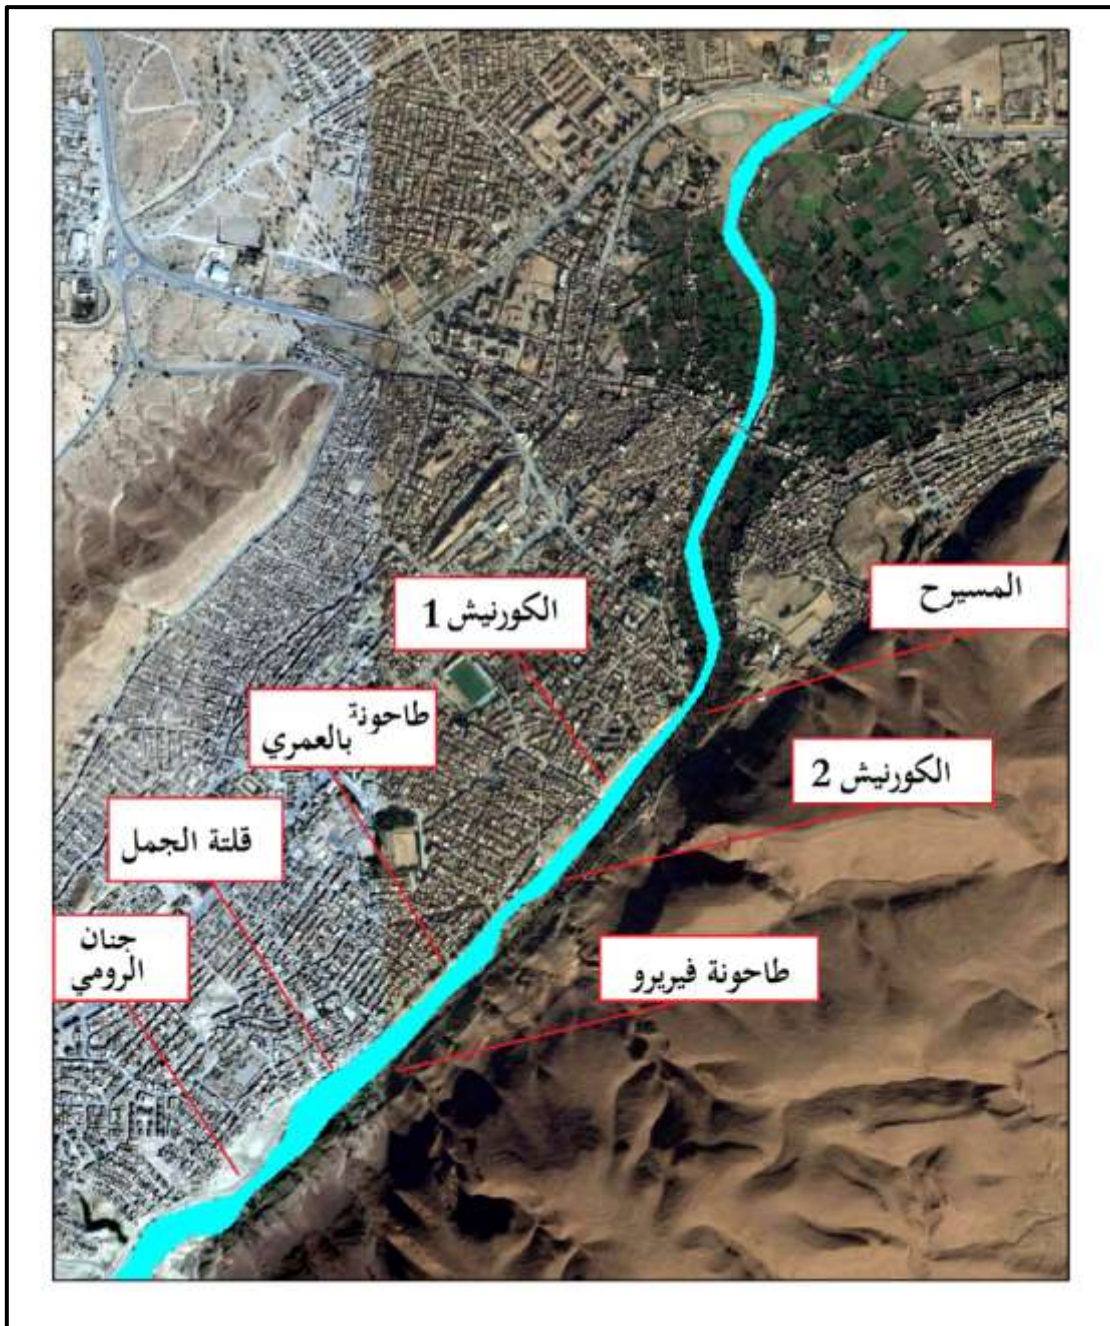 المسيرح
الكورنيش 1
طاحونة
بالعمري
الكورنيش 2
قلتة الجمل
جنان
الرومي
طاحونة فيريرو